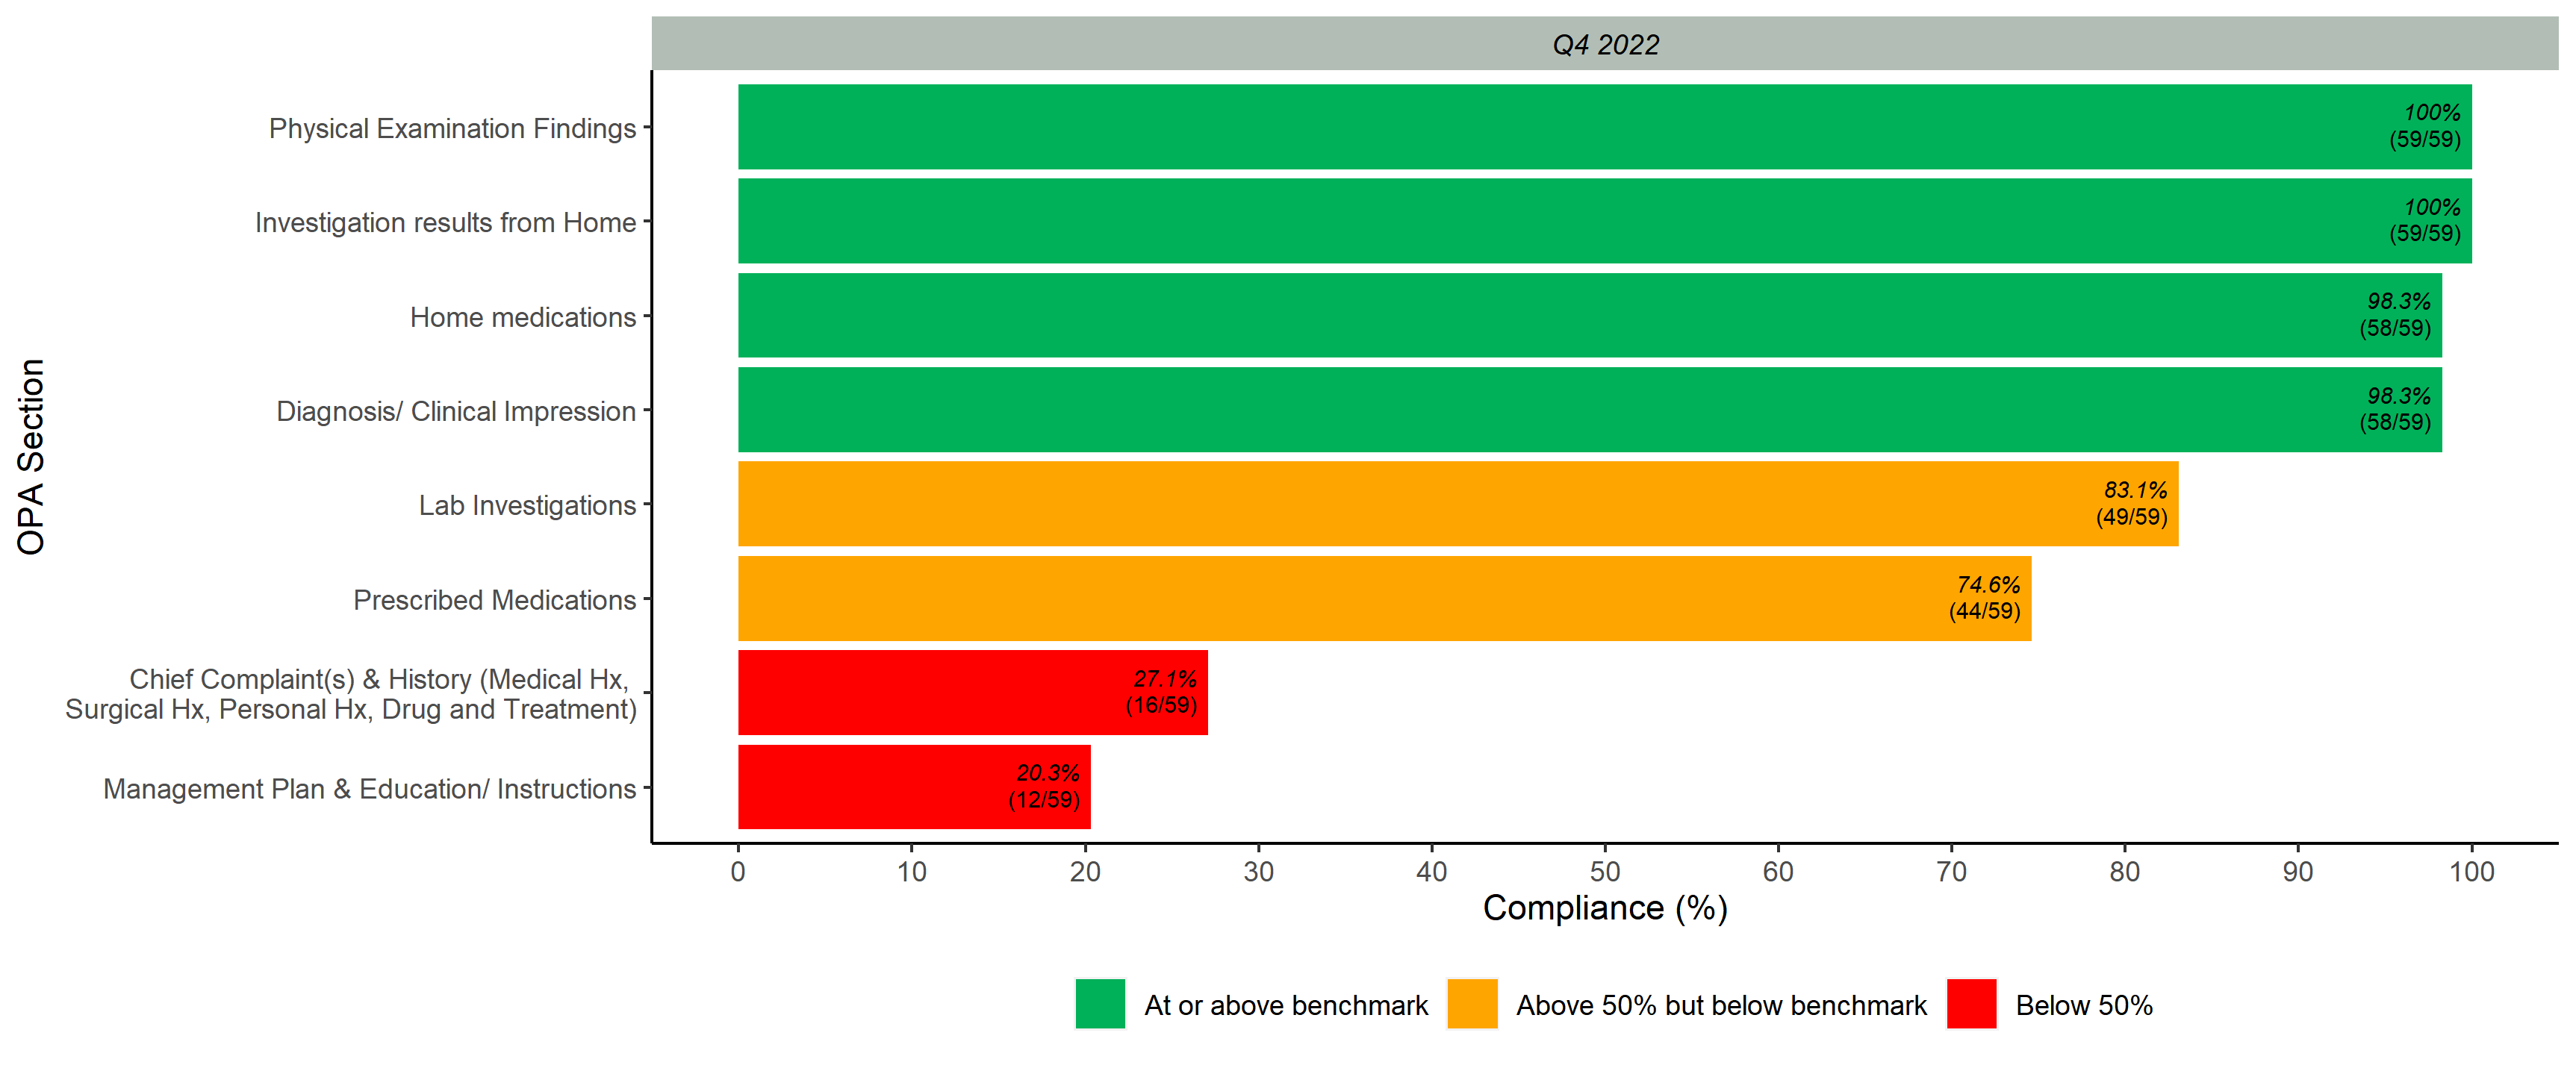 Q4 2022
OPA Section
Physical Examination Findings
100%
(59/59)
Investigation results from Home
100%
(59/59)
Home medications
98.3%
(58/59)
Diagnosis/ Clinical Impression
98.3%
(58/59)
Lab Investigations
83.1%
(49/59)
Prescribed Medications
74.6%
(44/59)
Chief Complaint(s) & History (Medical Hx,
Surgical Hx, Personal Hx, Drug and Treatment)
27.1%
(16/59)
Management Plan & Education/ Instructions
20.3%
(12/59)
0 10 20 30 40 50 60 70 80 90 100
Compliance (%)
At or above benchmark Above 50% but below benchmark Below 50%